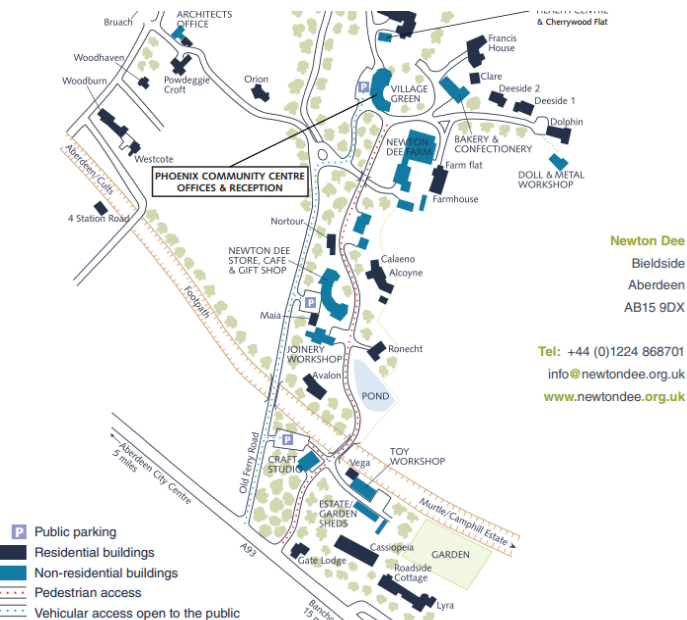 ARCHITECTS
OFFICE
Bruach
HEALTH CENTRE
& Cherrywood Flat
Francis
House
Woodhaven
Powdeggie
Croft
Orion
Clare
Deeside 2
Deeside 1
Dolphin
Woodburn
P
VILLAGE
GREEN
BAKERY &
CONFECTIONERY
NEWTON
DEE FARM
Westcote
Aberdeen/Cults
PHOENIX COMMUNITY CENTRE
OFFICES & RECEPTION
Farm flat
Farmhouse
DOLL & METAL
WORKSHOP
4 Station Road
Nortour
NEWTON DEE
STORE, CAFE
& GIFT SHOP
Calaeno
Alcoyne
Footpath
P
Maia
JOINERY
WORKSHOP
Ronecht
Avalon
POND
Newton Dee
Bieldside
Aberdeen
AB15 9DX
Tel: +44 (0)1224 868701
info@newtondee.org.uk
www.newtondee.org.uk
Aberdeen City Centre
5 miles
Old Ferry Road
P
CRAFT
STUDIO
Vega
TOY
WORKSHOP
ESTATE/
GARDEN
SHEDS
Murtle/Camphill Estate
A93
Gate Lodge
Cassiopeia
GARDEN
Roadside
Cottage
Lyra
P Public parking
Residential buildings
Non-residential buildings
Pedestrian access
Vehicular access open to the public